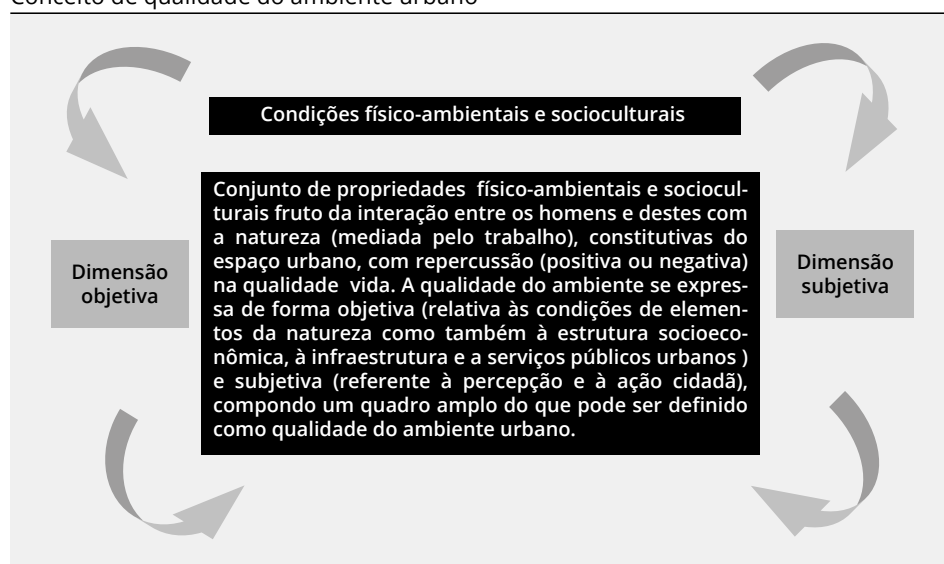 Conceito de qualidade do ambiente urbano
Condições físico-ambientais e socioculturais
Conjunto de propriedades físico-ambientais e sociocul-
turais fruto da interação entre os homens e destes com
a natureza (mediada pelo trabalho), constitutivas do
espaço urbano, com repercussão (positiva ou negativa)
na qualidade vida. A qualidade do ambiente se expres-
sa de forma objetiva (relativa às condições de elemen-
tos da natureza como também à estrutura socioeco-
nômica, à infraestrutura e a serviços públicos urbanos )
e subjetiva (referente à percepção e à ação cidadã),
compondo um quadro amplo do que pode ser definido
como qualidade do ambiente urbano.
Dimensão
objetiva
Dimensão
subjetiva